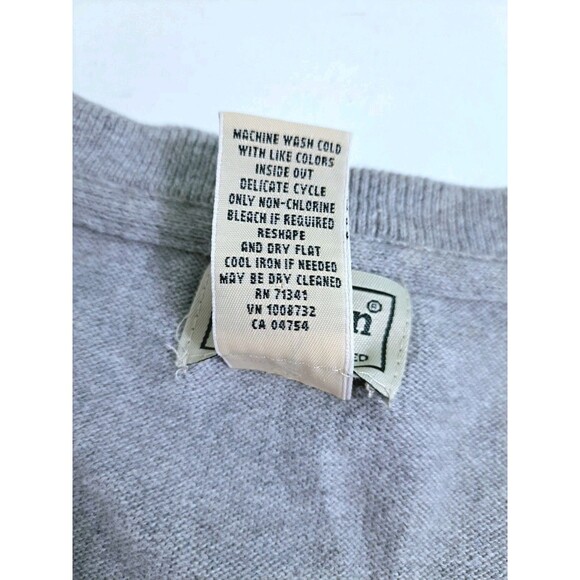 MACHINE WASH COLD
WITH LIKE COLORS
INSIDE OUT
DELICATE CYCLE
ONLY NON-CHLORINE
BLEACH IF REQUIRED
RESHAPE
AND DRY FLAT
COOL IRON IF NEEDED
MAY BE DRY CLEANED
RN 71341
VN 1008732
CA 04754
n®
ED